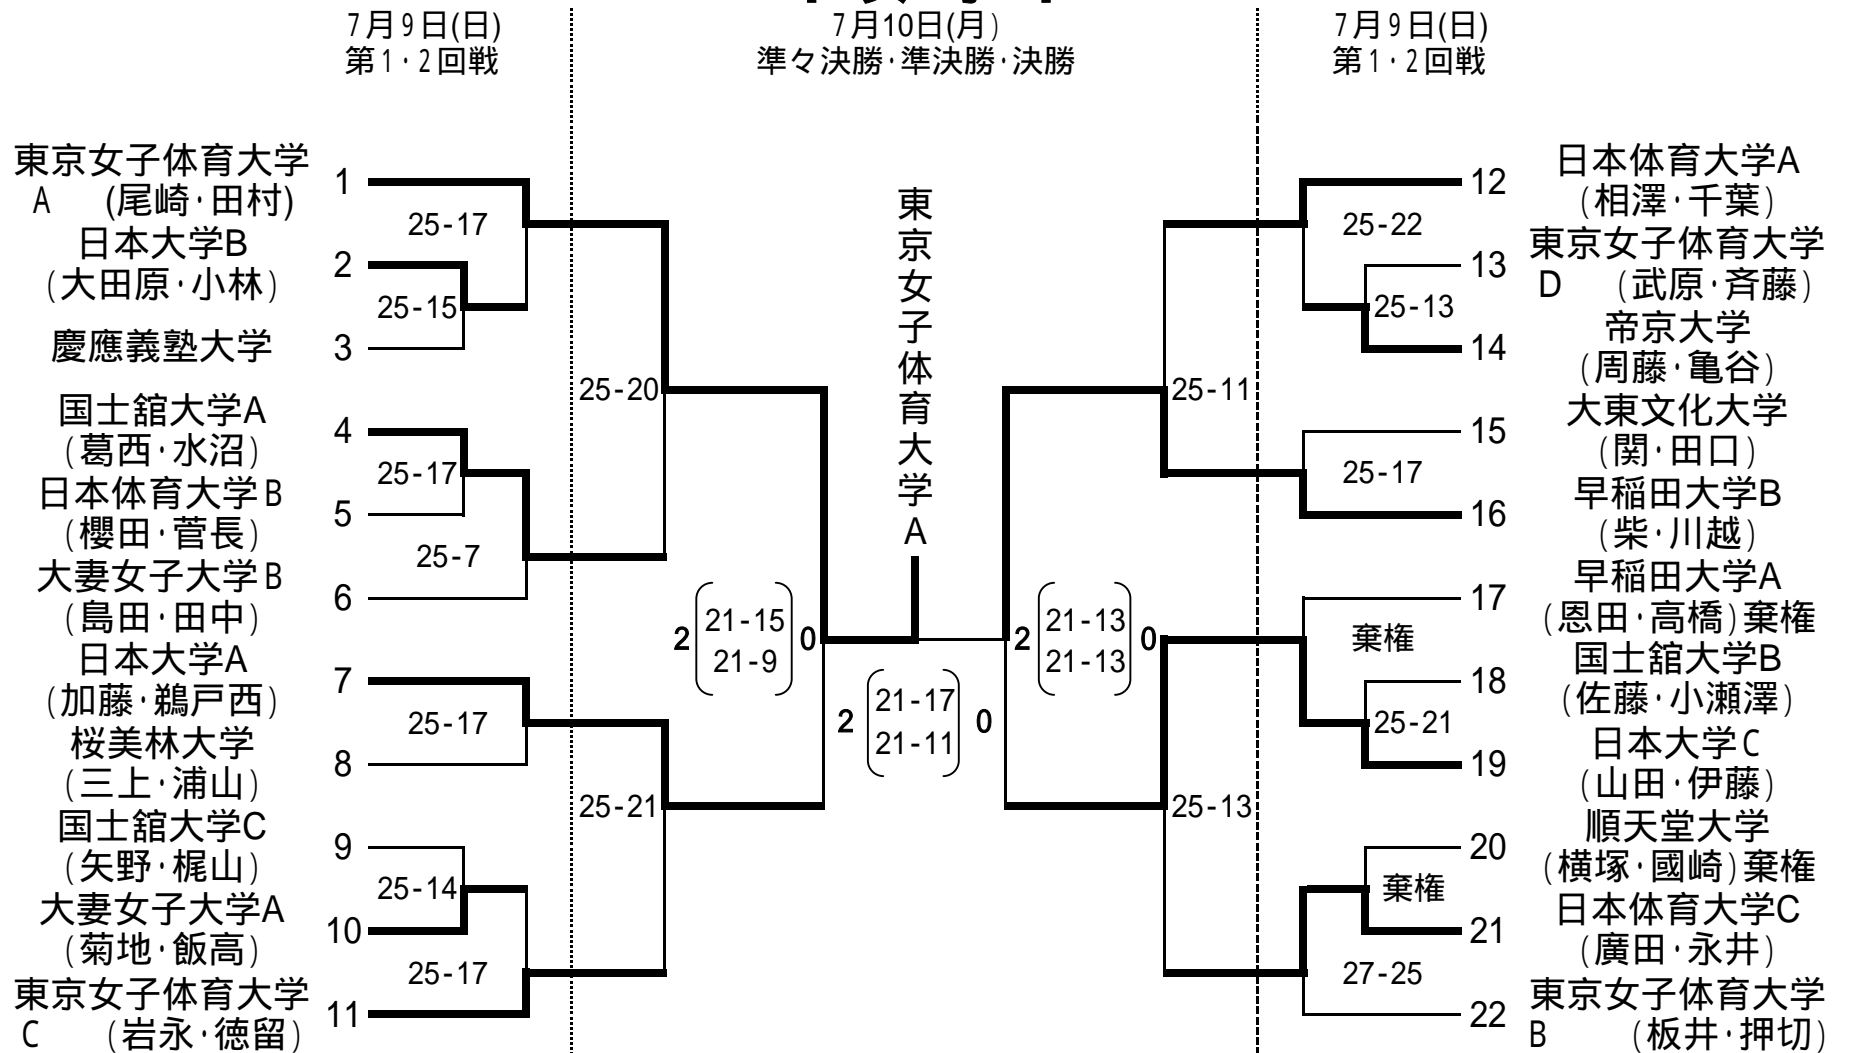 7月9日(日)
第1・2回戦
7月10日(月)
準々決勝・準決勝・決勝
7月9日(日)
第1・2回戦
東京女子体育大学
A (尾崎・田村)
1
日本大学B
(大田原・小林)
2
慶應義塾大学
3
国士舘大学A
(葛西・水沼)
4
日本体育大学B
(櫻田・菅長)
5
大妻女子大学B
(島田・田中)
6
日本大学A
(加藤・鵜戸西)
7
桜美林大学
(三上・浦山)
8
国士舘大学C
(矢野・梶山)
9
大妻女子大学A
(菊地・飯高)
10
東京女子体育大学
C (岩永・徳留)
11
25-17
25-15
25-17
25-7
25-17
25-14
25-17
25-20
25-21
2
21-15
21-9
0
東京女子体育大学A
2
21-17
21-11
0
2
21-13
21-13
0
25-11
25-13
25-22
25-13
25-17
棄権
25-21
棄権
27-25
12
日本体育大学A
(相澤・千葉)
13
東京女子体育大学
D (武原・斉藤)
14
帝京大学
(周藤・亀谷)
15
大東文化大学
(関・田口)
16
早稲田大学B
(柴・川越)
17
早稲田大学A
(恩田・高橋)棄権
18
国士舘大学B
(佐藤・小瀬澤)
19
日本大学C
(山田・伊藤)
20
順天堂大学
(横塚・國崎)棄権
21
日本体育大学C
(廣田・永井)
22
東京女子体育大学
B (板井・押切)